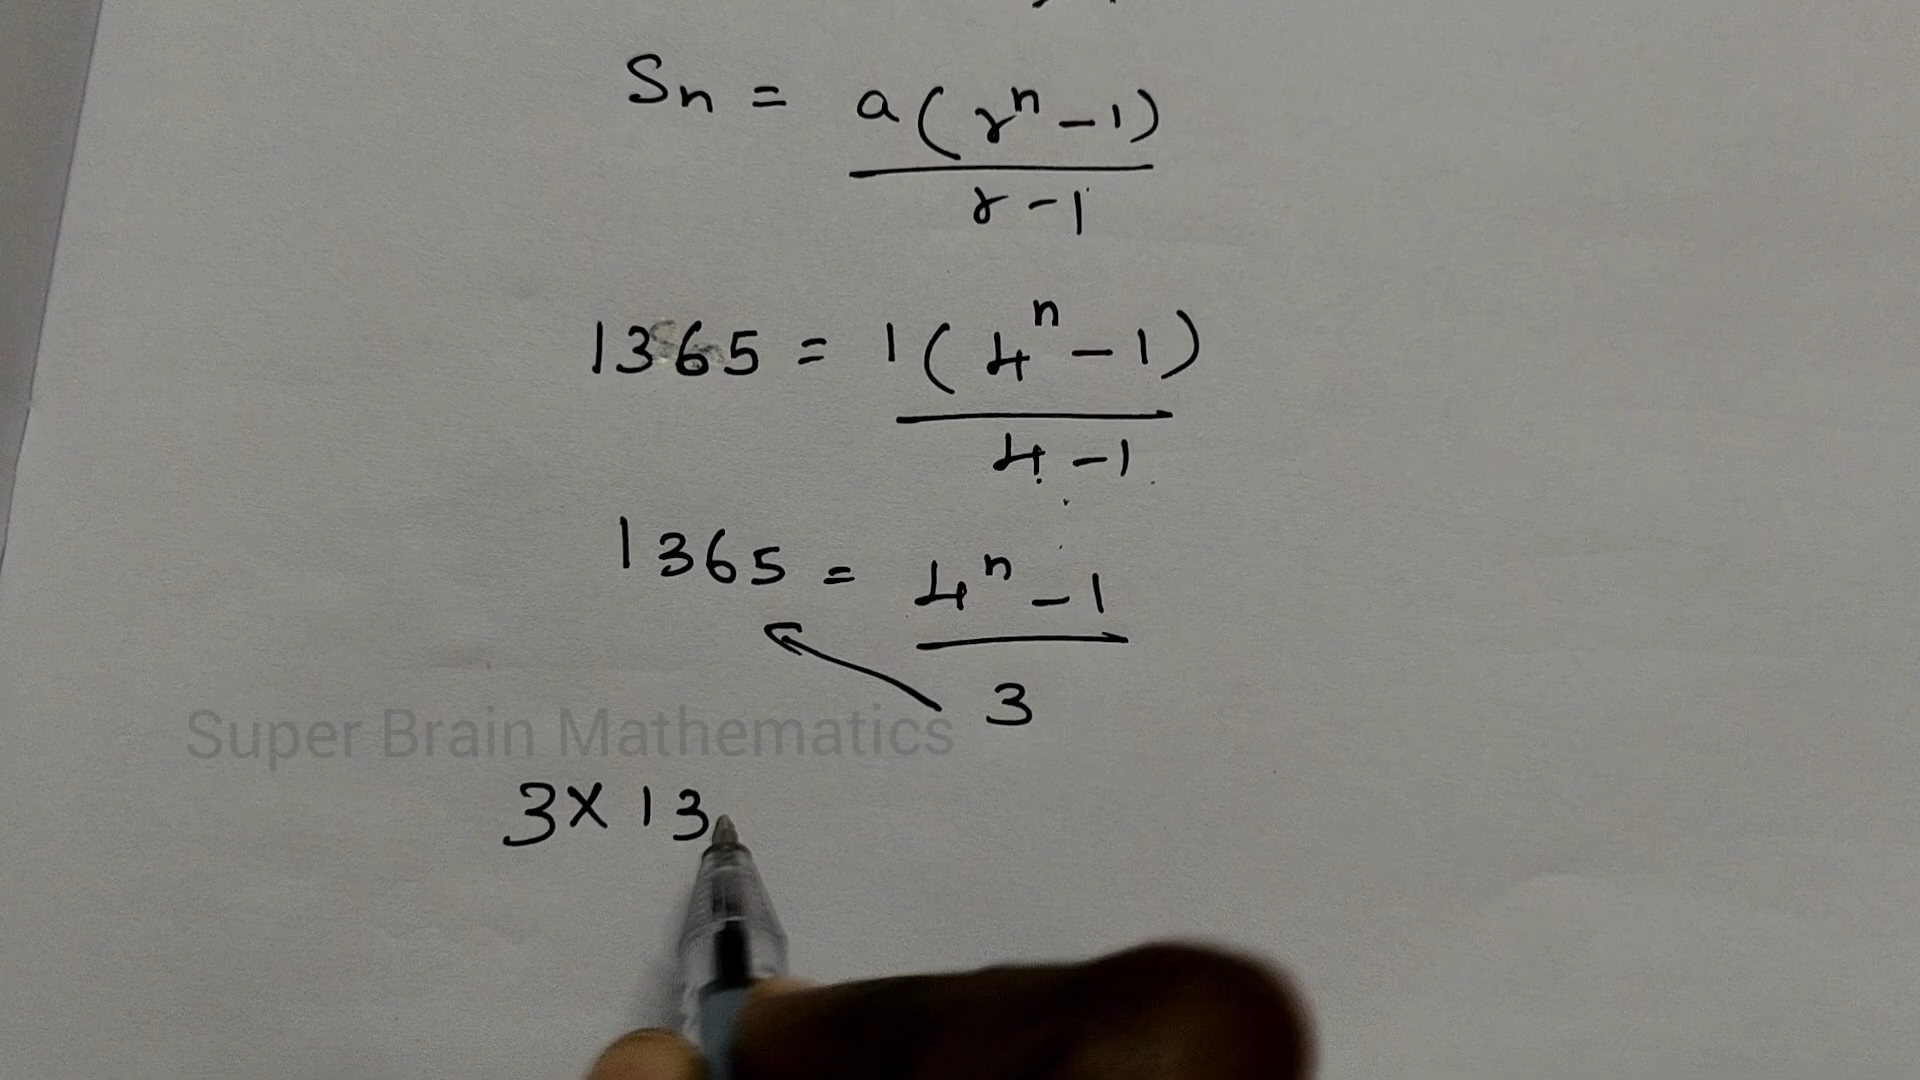 Sn = a(r^n - 1)
r - 1
1365 = 1(4^n - 1)
4 - 1
1365 = 4^n - 1
3
Super Brain Mathematics
3 × 13